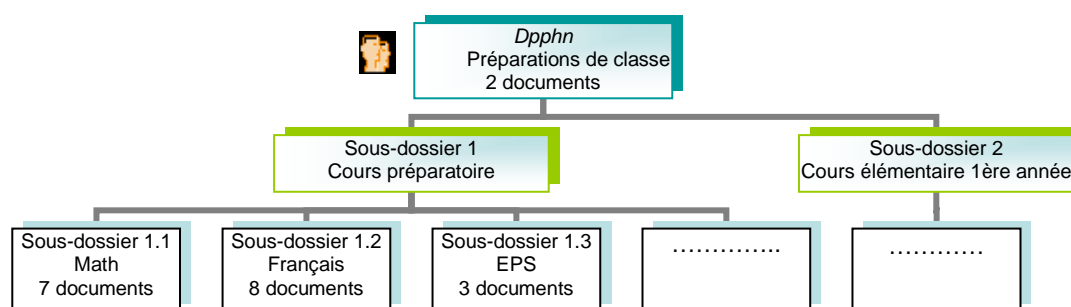 Dpphn
Préparations de classe
2 documents
Sous-dossier 1
Cours préparatoire
Sous-dossier 2
Cours élémentaire 1ère année
Sous-dossier 1.1
Math
7 documents
Sous-dossier 1.2
Français
8 documents
Sous-dossier 1.3
EPS
3 documents
…………..
…………